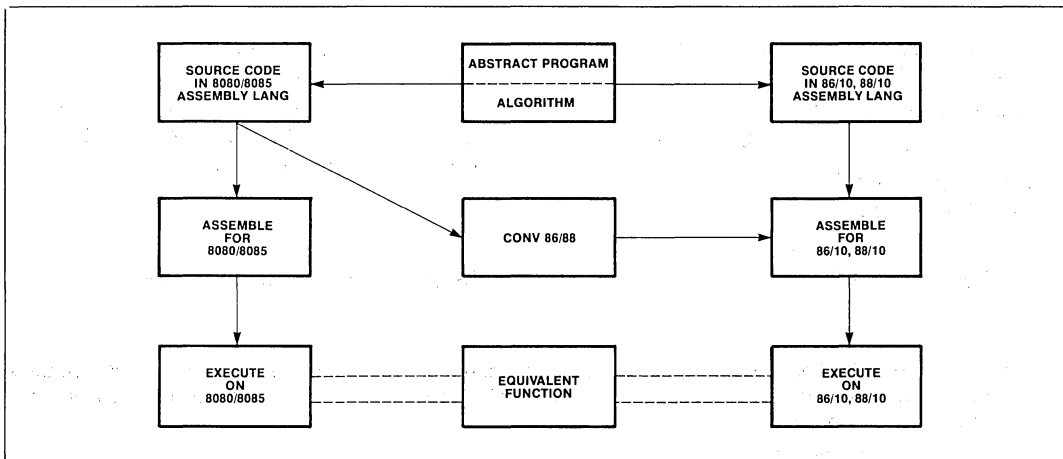 SOURCE CODE
IN 8080/8085
ASSEMBLY LANG
ABSTRACT PROGRAM
ALGORITHM
SOURCE CODE
IN 86/10, 88/10
ASSEMBLY LANG
ASSEMBLE
FOR
8080/8085
CONV 86/88
ASSEMBLE
FOR
86/10, 88/10
EXECUTE
ON
8080/8085
EQUIVALENT
FUNCTION
EXECUTE
ON
86/10, 88/10